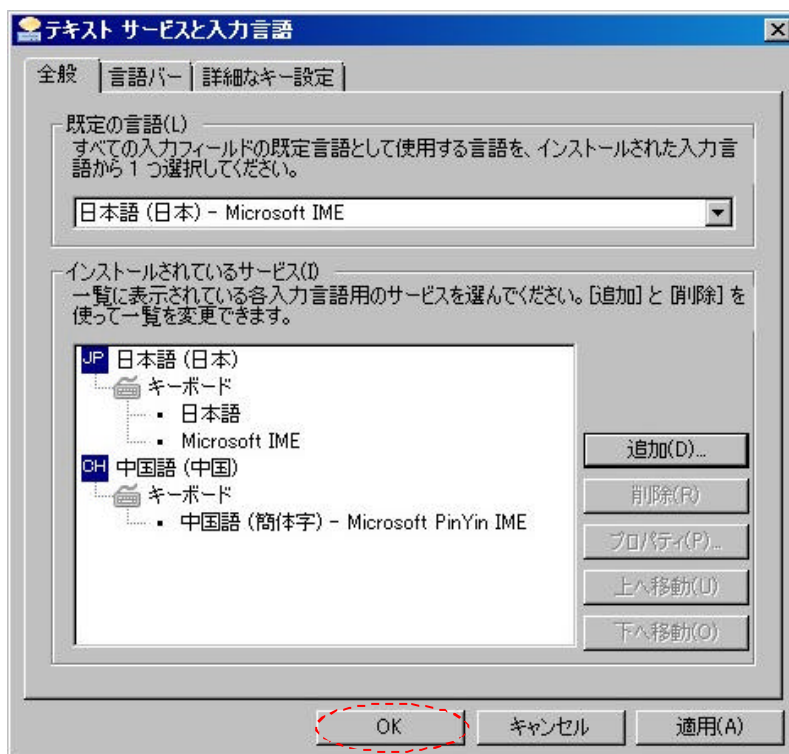 テキスト サービスと入力言語
全般
言語バー
詳細なキー設定
既定の言語(L)
すべての入力フィールドの既定言語として使用する言語を、インストールされた入力言
語から 1 つ選択してください。
日本語 (日本) - Microsoft IME
インストールされているサービス(I)
一覧に表示されている各入力言語用のサービスを選んでください。[追加] と [削除] を
使って一覧を変更できます。
JP 日本語 (日本)
キーボード
・ 日本語
・ Microsoft IME
CH 中国語 (中国)
キーボード
・ 中国語 (簡体字) - Microsoft PinYin IME
追加(D)...
削除(R)
プロパティ(P)...
上へ移動(U)
下へ移動(O)
OK
キャンセル
適用(A)